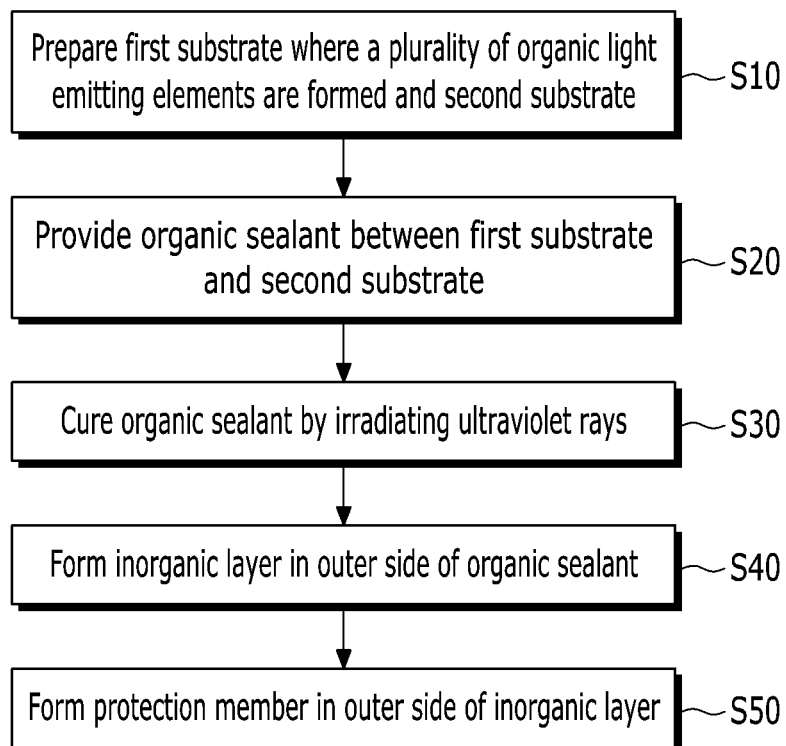 Prepare first substrate where a plurality of organic light
emitting elements are formed and second substrate
S10
Provide organic sealant between first substrate
and second substrate
S20
Cure organic sealant by irradiating ultraviolet rays
S30
Form inorganic layer in outer side of organic sealant
S40
Form protection member in outer side of inorganic layer
S50